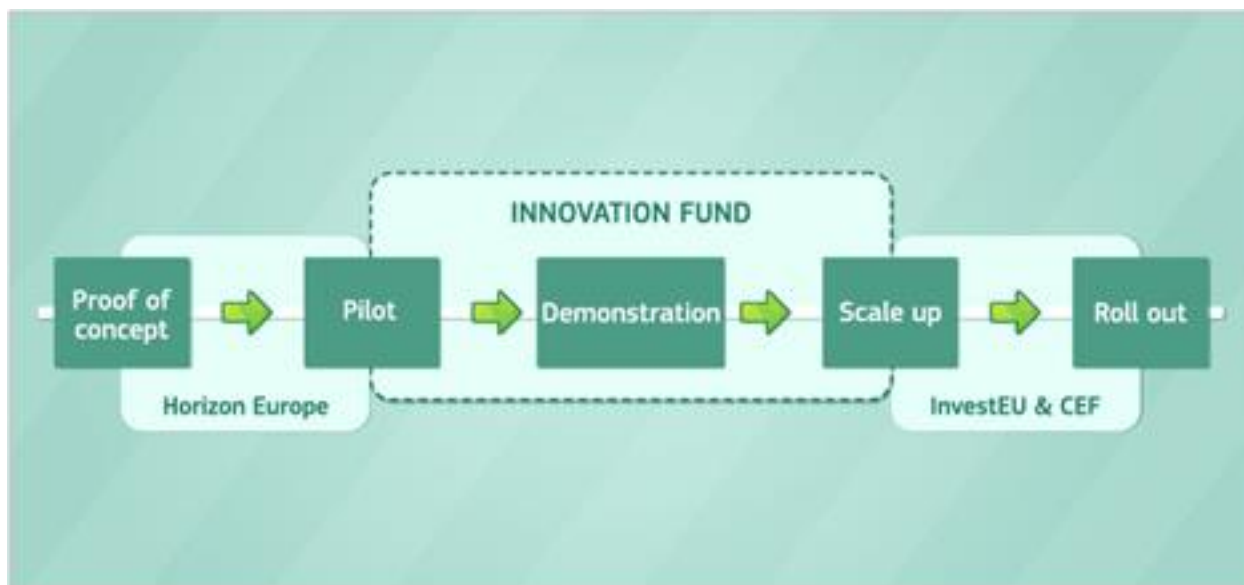 INNOVATION FUND
Proof of
concept
Pilot
Demonstration
Scale up
Roll out
Horizon Europe
InvestEU & CEF